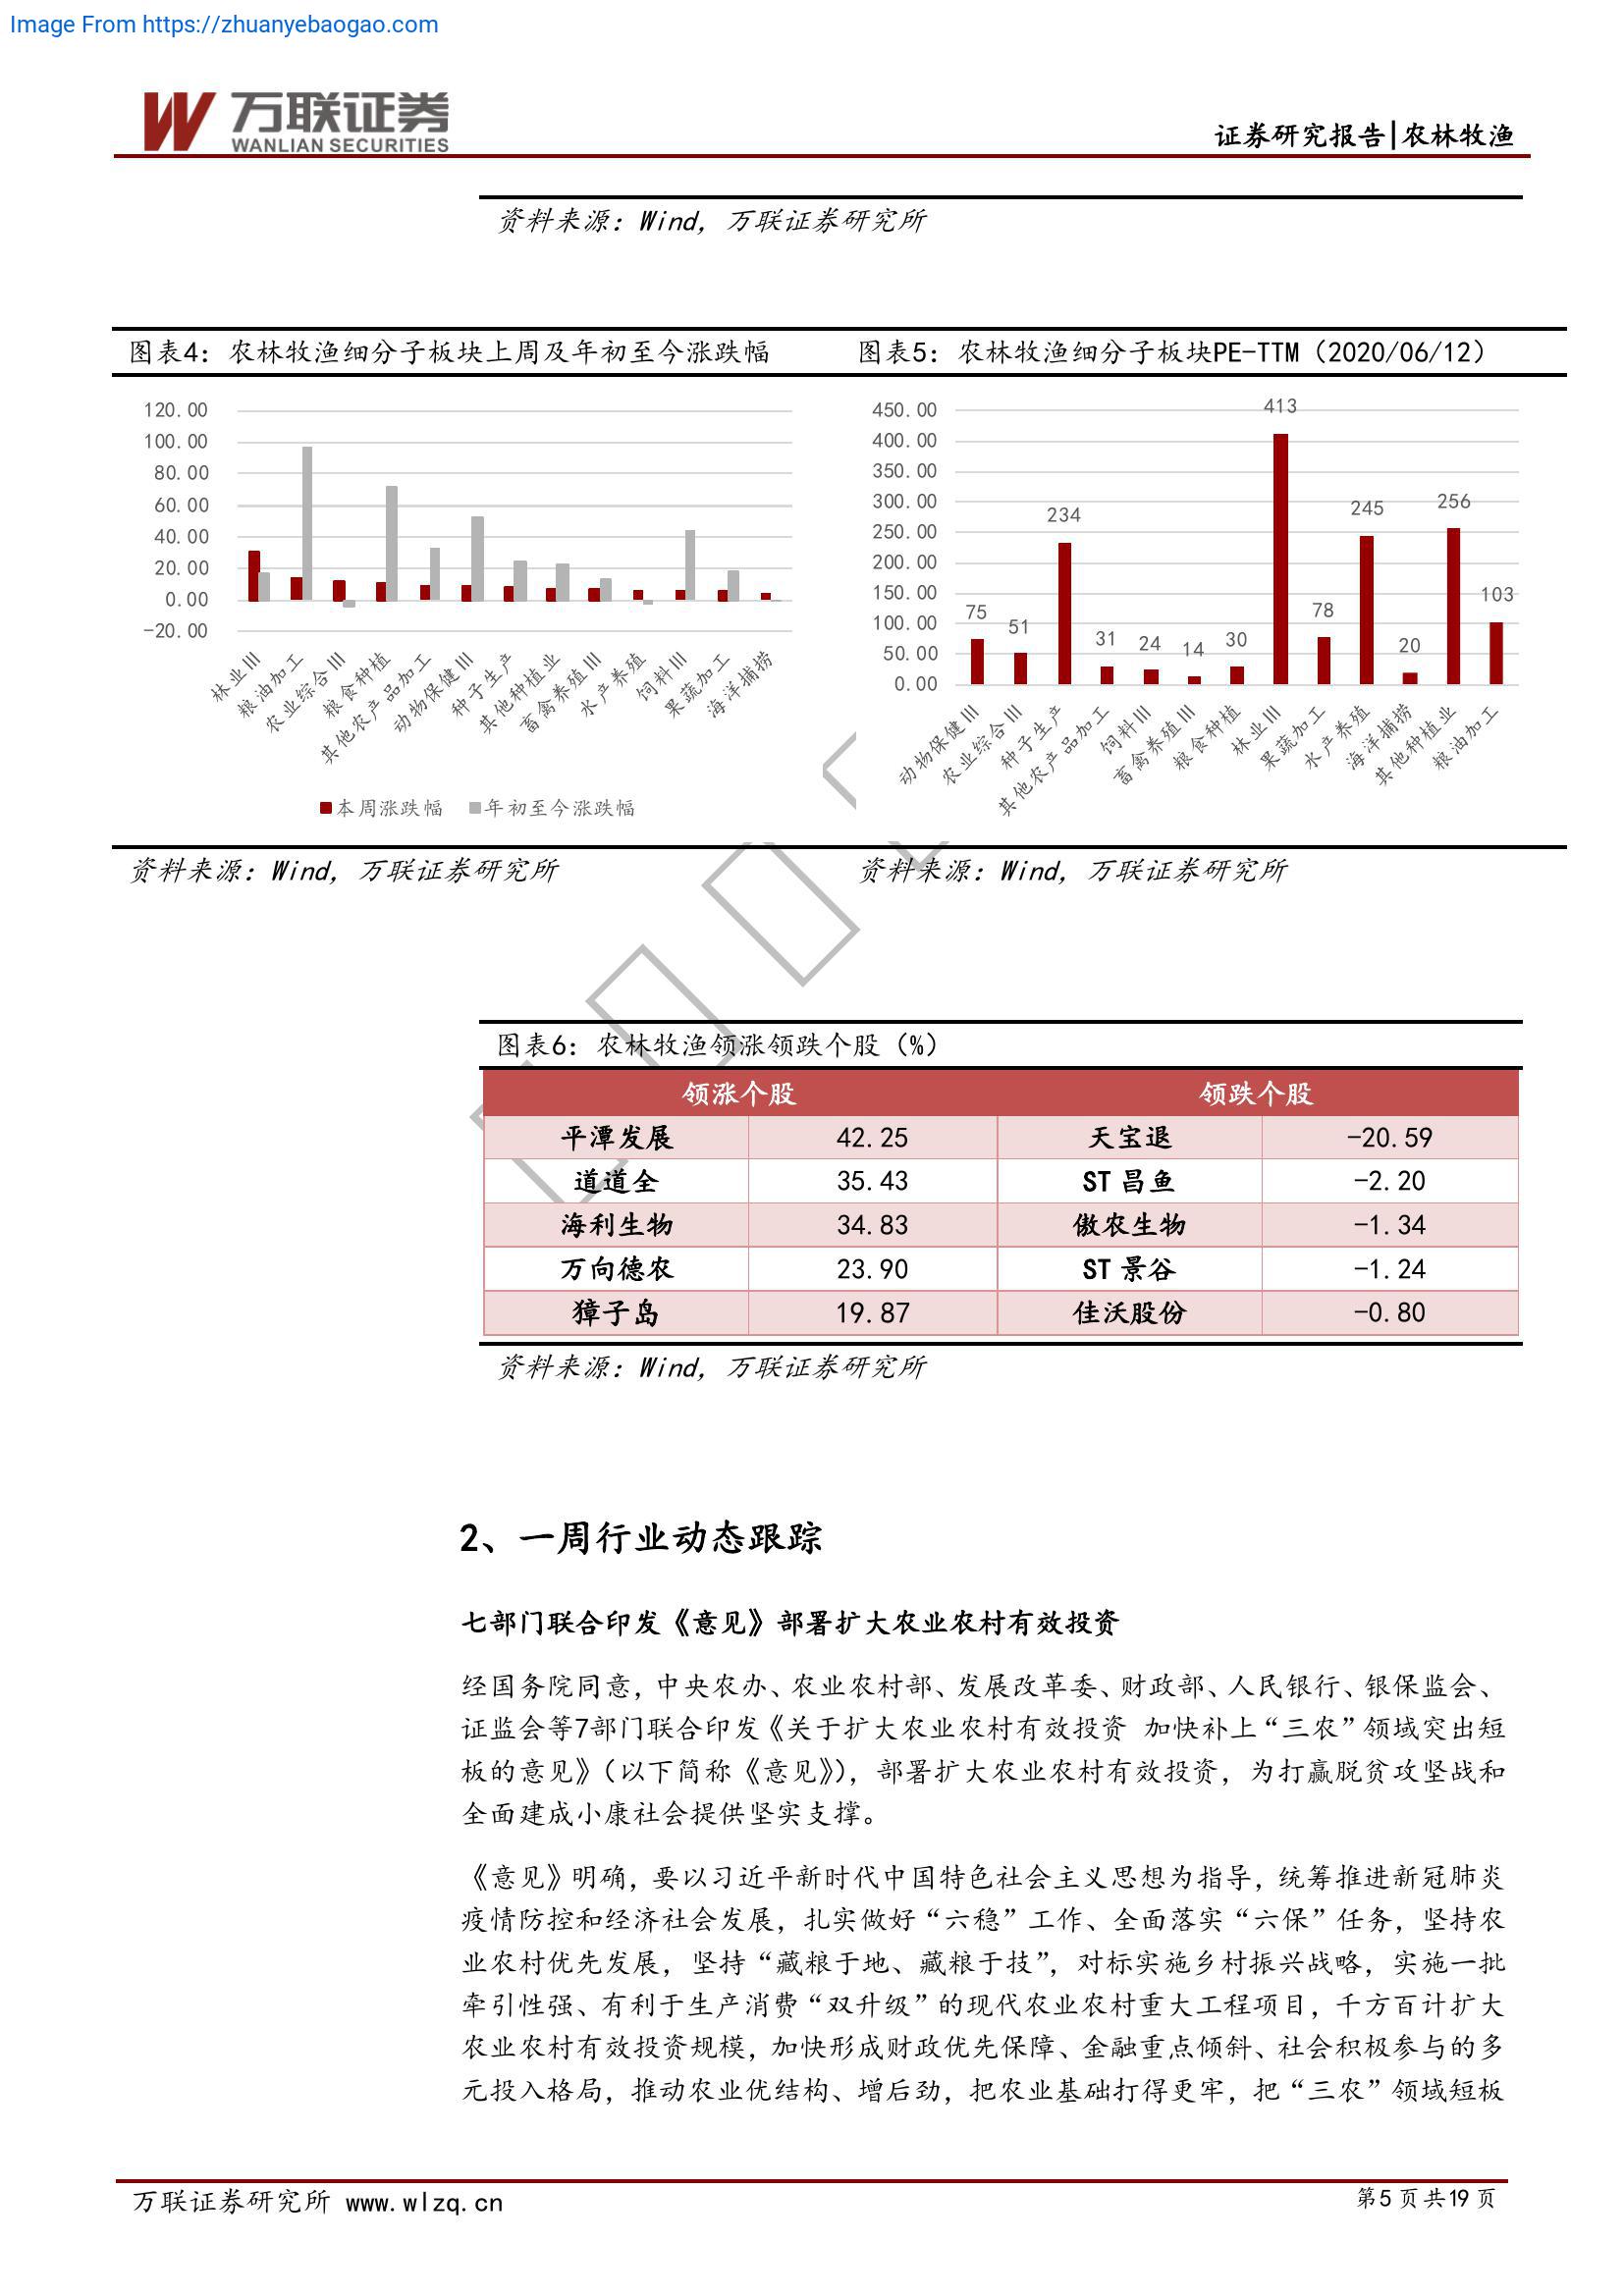 Image From https://zhuanyebaogao.com
万联证券
WANLIAN SECURITIES
证券研究报告|农林牧渔
资料来源：Wind，万联证券研究所
图表4：农林牧渔细分子板块上周及年初至今涨跌幅
120.00
100.00
80.00
60.00
40.00
20.00
0.00
-20.00
林业Ⅲ
粮油加工
农业综合Ⅲ
粮食种植
其他农产品加工
动物保健Ⅲ
种子生产
其他种植业
畜禽养殖Ⅲ
水产养殖
饲料Ⅲ
果蔬加工
海洋捕捞
本周涨跌幅 年初至今涨跌幅
资料来源：Wind，万联证券研究所
图表5：农林牧渔细分子板块PE-TTM（2020/06/12）
450.00
400.00
350.00
300.00
250.00
200.00
150.00
100.00
50.00
0.00
75
51
234
31
24
14
30
413
78
245
20
256
103
动物保健Ⅲ
农业综合Ⅲ
种子生产
其他农产品加工
饲料Ⅲ
畜禽养殖Ⅲ
粮食种植
林业Ⅲ
果蔬加工
水产养殖
海洋捕捞
其他种植业
粮油加工
资料来源：Wind，万联证券研究所
图表6：农林牧渔领涨领跌个股（%）
领涨个股 领跌个股
平潭发展 42.25 天宝退 -20.59
道道全 35.43 ST 昌鱼 -2.20
海利生物 34.83 傲农生物 -1.34
万向德农 23.90 ST 景谷 -1.24
獐子岛 19.87 佳沃股份 -0.80
资料来源：Wind，万联证券研究所
2、一周行业动态跟踪
七部门联合印发《意见》部署扩大农业农村有效投资
经国务院同意，中央农办、农业农村部、发展改革委、财政部、人民银行、银保监会、
证监会等7部门联合印发《关于扩大农业农村有效投资 加快补上“三农”领域突出短
板的意见》（以下简称《意见》），部署扩大农业农村有效投资，为打赢脱贫攻坚战和
全面建成小康社会提供坚实支撑。
《意见》明确，要以习近平新时代中国特色社会主义思想为指导，统筹推进新冠肺炎
疫情防控和经济社会发展，扎实做好“六稳”工作、全面落实“六保”任务，坚持农
业农村优先发展，坚持“藏粮于地、藏粮于技”，对标实施乡村振兴战略，实施一批
牵引性强、有利于生产消费“双升级”的现代农业农村重大工程项目，千方百计扩大
农业农村有效投资规模，加快形成财政优先保障、金融重点倾斜、社会积极参与的多
元投入格局，推动农业优结构、增后劲，把农业基础打得更牢，把“三农”领域短板
万联证券研究所 www.wlzq.cn
第5 页共19 页